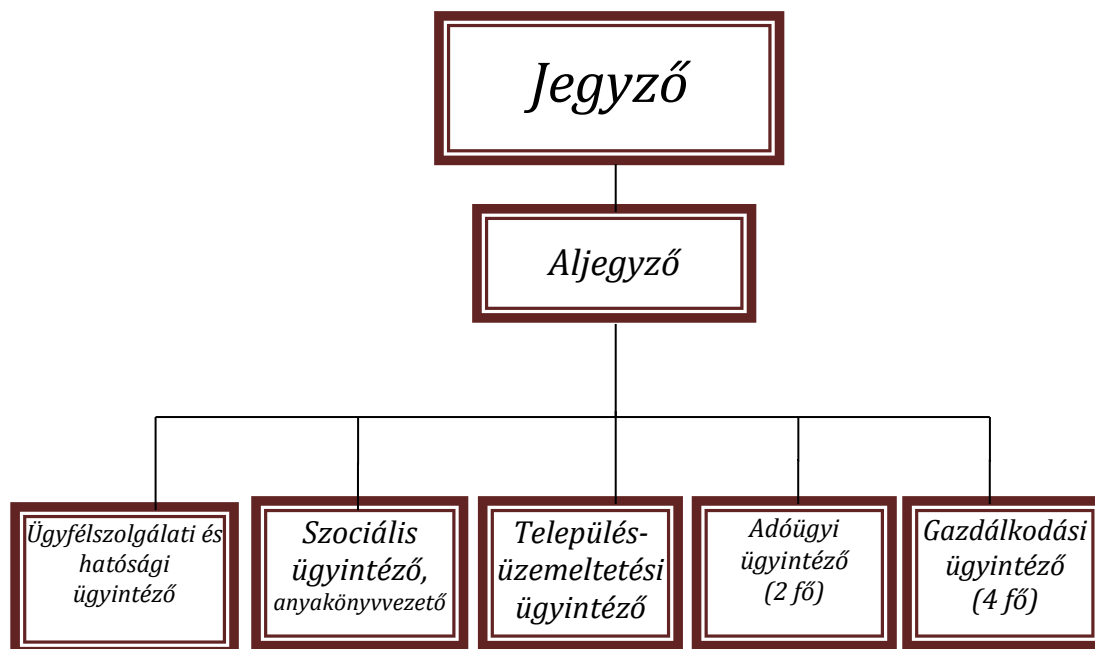 Jegyző
Aljegyző
Ügyfélszolgálati és
hatósági
ügyintéző
Szociális
ügyintéző,
anyakönyvvezető
Település-
üzemeltetési
ügyintéző
Adóügyi
ügyintéző
(2 fő)
Gazdálkodási
ügyintéző
(4 fő)